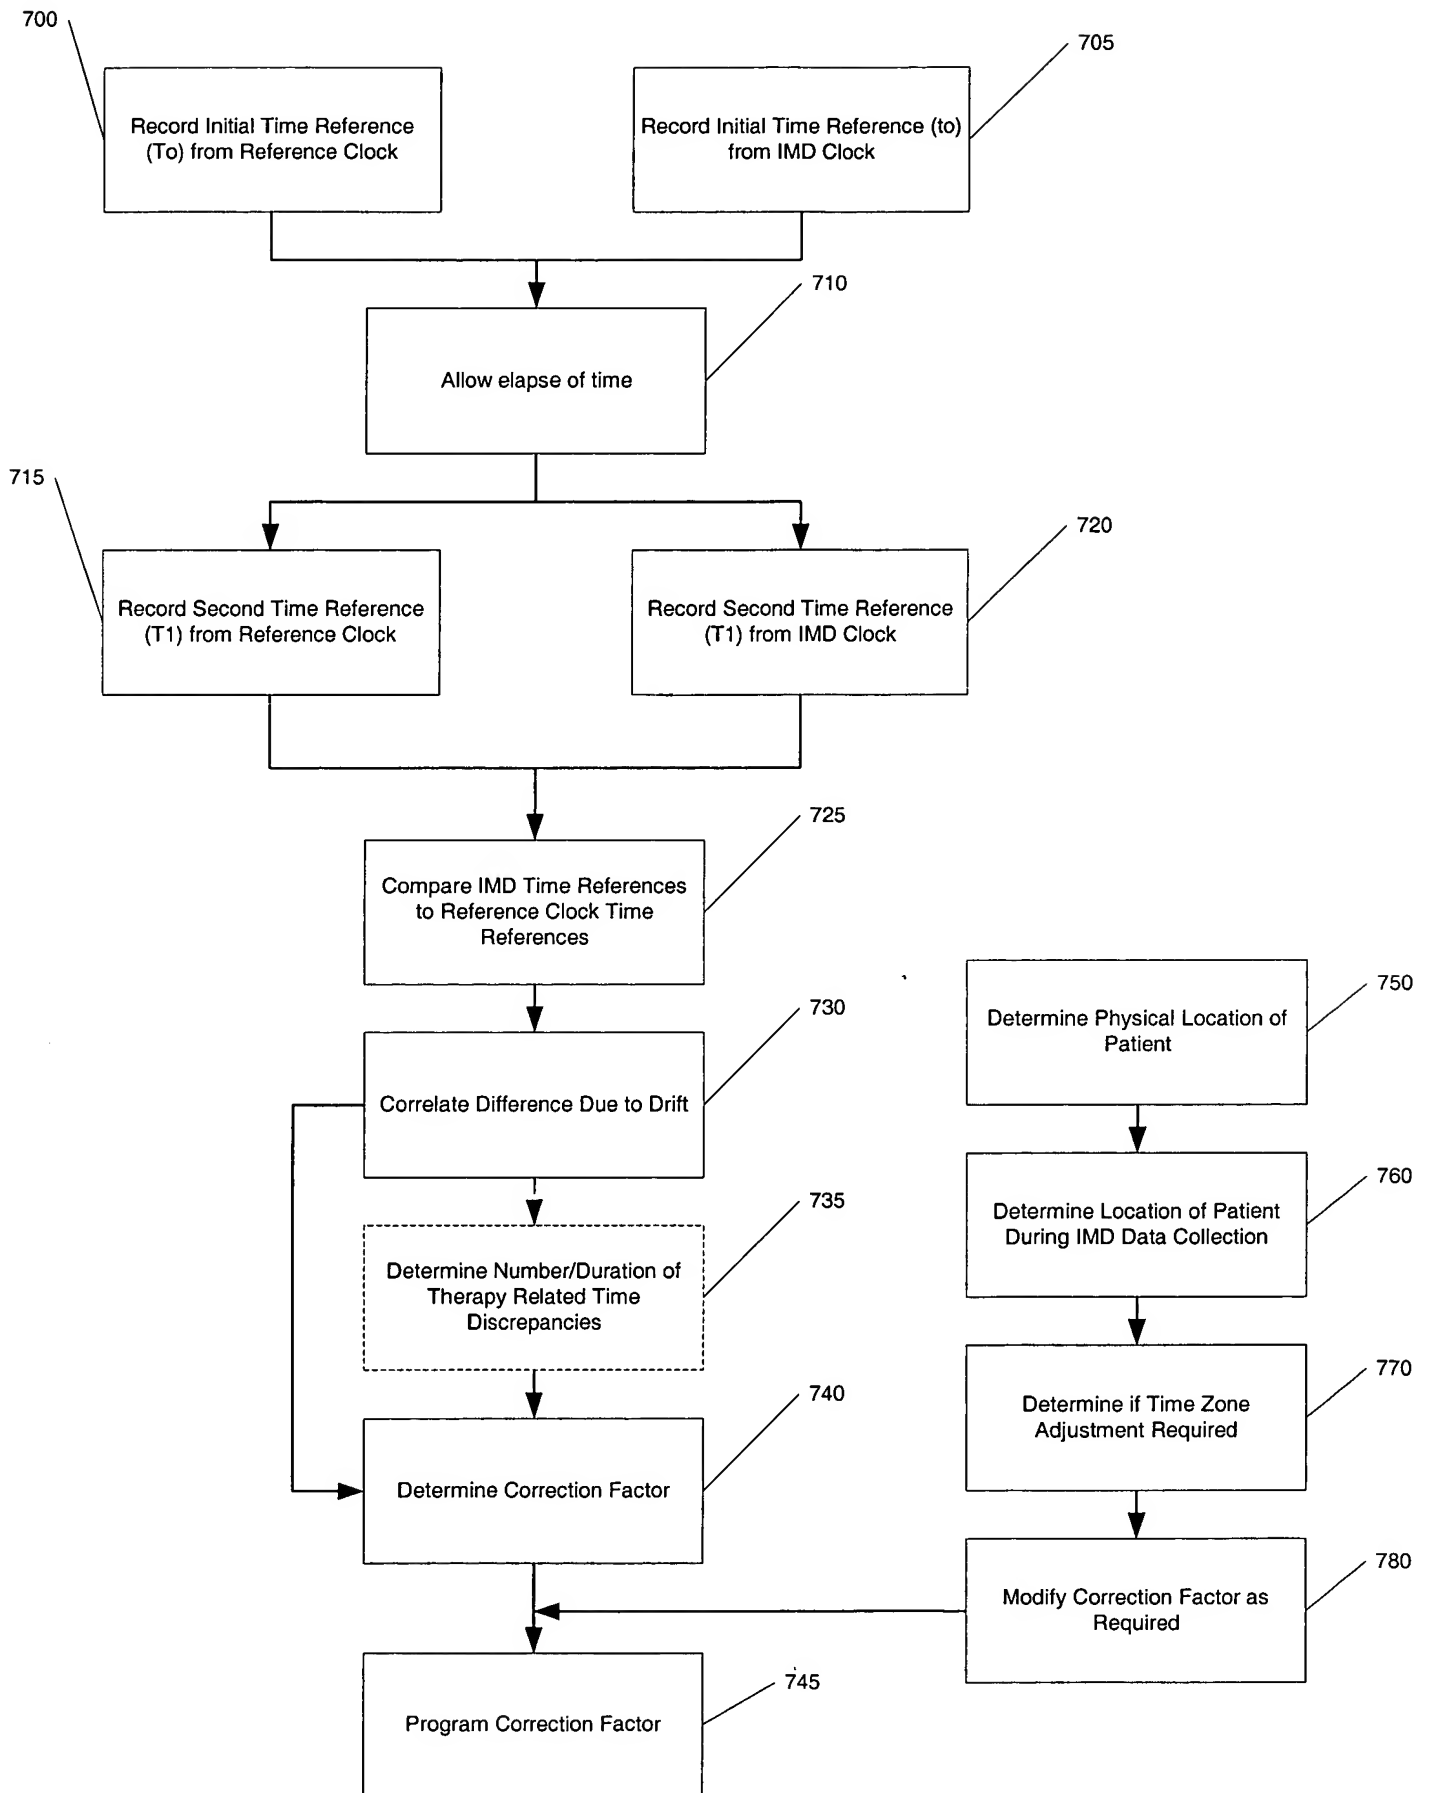 700
705
Record Initial Time Reference
(To) from Reference Clock
Record Initial Time Reference (to)
from IMD Clock
710
Allow elapse of time
715
720
Record Second Time Reference
(T1) from Reference Clock
Record Second Time Reference
(T1) from IMD Clock
725
Compare IMD Time References
to Reference Clock Time
References
730
750
Determine Physical Location of
Patient
Correlate Difference Due to Drift
735
760
Determine Location of Patient
During IMD Data Collection
Determine Number/Duration of
Therapy Related Time
Discrepancies
740
770
Determine if Time Zone
Adjustment Required
Determine Correction Factor
780
Modify Correction Factor as
Required
745
Program Correction Factor